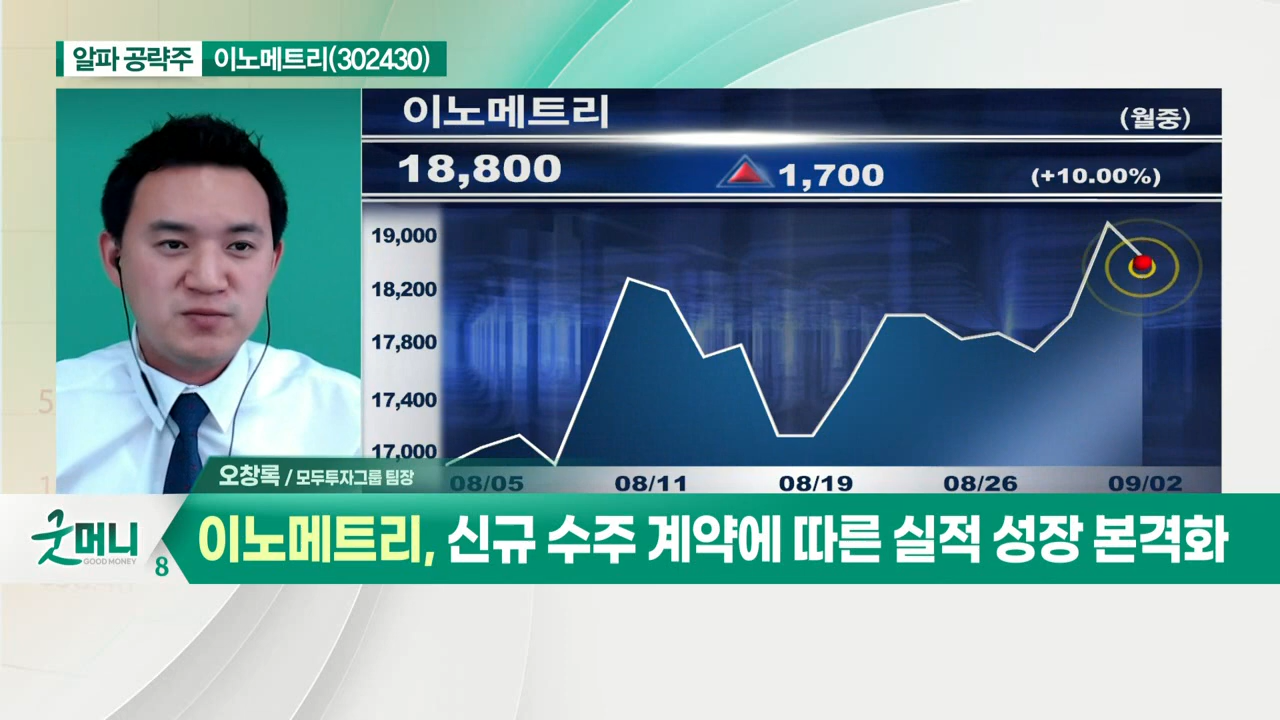 알파 공략주 이노메트리(302430)
이노메트리 (월중)
18,800 1,700 (+10.00%)
19,000
18,200
17,800
17,400
17,000
08/05 08/11 08/19 08/26 09/02
오창록 / 모두투자그룹 팀장
굿머니
GOOD MONEY
8
이노메트리, 신규 수주 계약에 따른 실적 성장 본격화
5
1